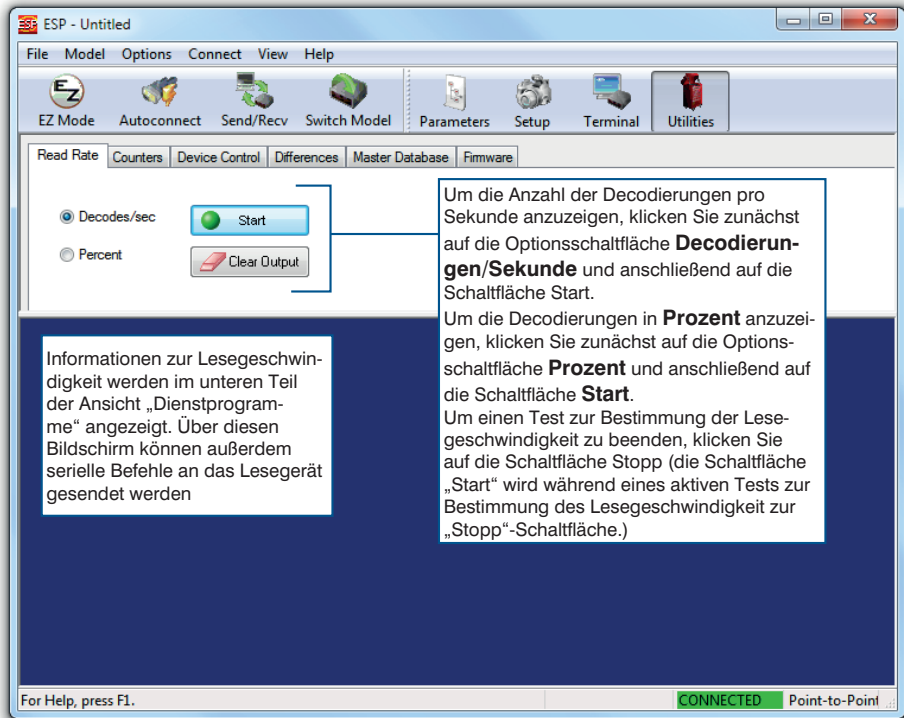 ESP - Untitled
File Model Options Connect View Help
EZ Mode Autoconnect Send/Recv Switch Model Parameters Setup Terminal Utilities
Read Rate Counters Device Control Differences Master Database Firmware
Decodes/sec
Start
Percent
Clear Output
Um die Anzahl der Decodierungen pro
Sekunde anzuzeigen, klicken Sie zunächst
auf die Optionsschaltfläche Decodierun-
gen/Sekunde und anschließend auf die
Schaltfläche Start.
Um die Decodierungen in Prozent anzuzei-
gen, klicken Sie zunächst auf die Options-
schaltfläche Prozent und anschließend auf
die Schaltfläche Start.
Um einen Test zur Bestimmung der Lese-
geschwindigkeit zu beenden, klicken Sie
auf die Schaltfläche Stopp (die Schaltfläche
„Start“ wird während eines aktiven Tests zur
Bestimmung des Lesegeschwindigkeit zur
„Stopp“-Schaltfläche.)
Informationen zur Lesegeschwin-
digkeit werden im unteren Teil
der Ansicht „Dienstprogram-
me“ angezeigt. Über diesen
Bildschirm können außerdem
serielle Befehle an das Lesegerät
gesendet werden
For Help, press F1.
CONNECTED Point-to-Point